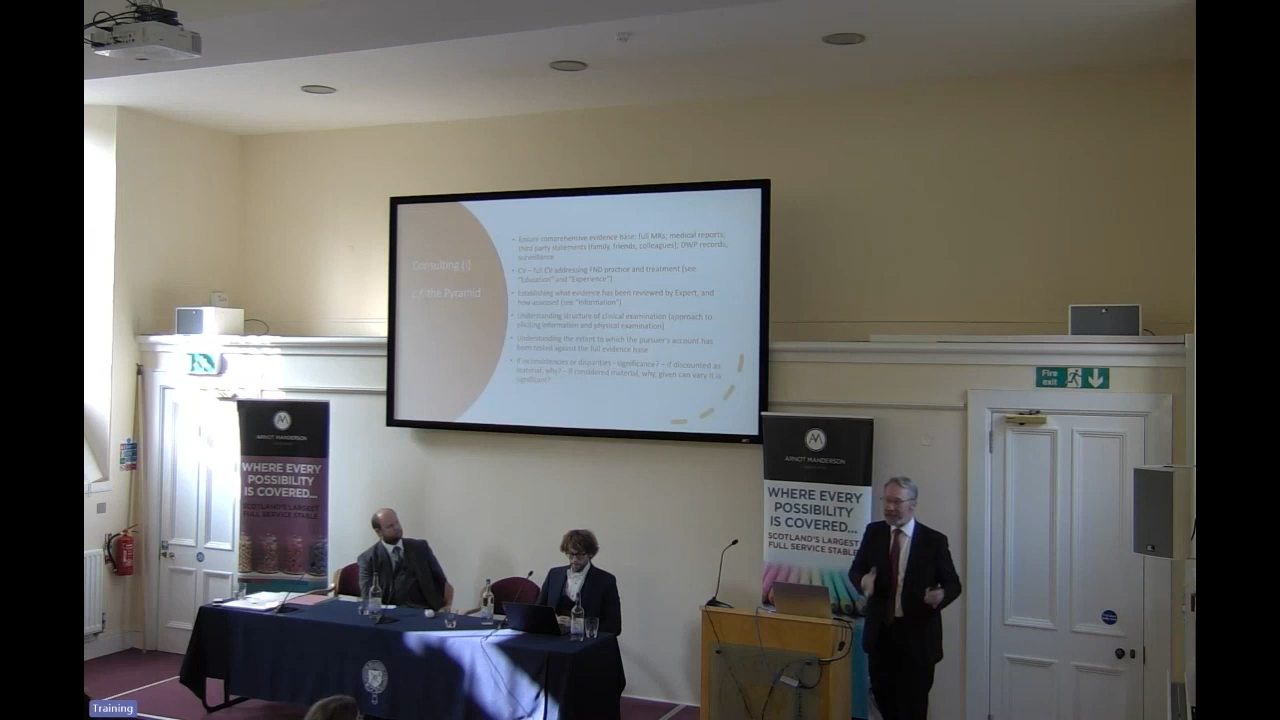 Consulting (i)
c.f. the Pyramid
• Ensure comprehensive evidence base: full MRs; medical reports;
third party statements (family, friends, colleagues); DWP records;
surveillance
• CV – full CV addressing FND practice and treatment (see
"Education" and "Experience")
• Establishing what evidence has been reviewed by Expert, and
how assessed (see "Information")
• Understanding structure of clinical examination (approach to
eliciting information and physical examination)
• Understanding the extent to which the pursuer's account has
been tested against the full evidence base
• If inconsistencies or disparities – significance? – if discounted as
material, why? – if considered material, why, given can vary it is
significant?
Fire
exit
ARNOT MANDERSON
WHERE EVERY
POSSIBILITY
IS COVERED...
SCOTLAND'S LARGEST
FULL SERVICE STABLE
ARNOT MANDERSON
WHERE EVERY
POSSIBILITY
IS COVERED...
SCOTLAND'S LARGEST
FULL SERVICE STABLE
Training